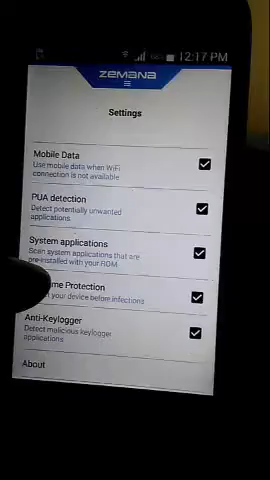 12:17 PM
ZEMANA
Settings
Mobile Data
Use mobile data when WiFi
connection is not available
PUA detection
Detect potentially unwanted
applications.
System applications
Scan system applications that are
pre-installed with your ROM.
Protection
your device before infections
Anti-Keylogger
Detect malicious keylogger
applications
About